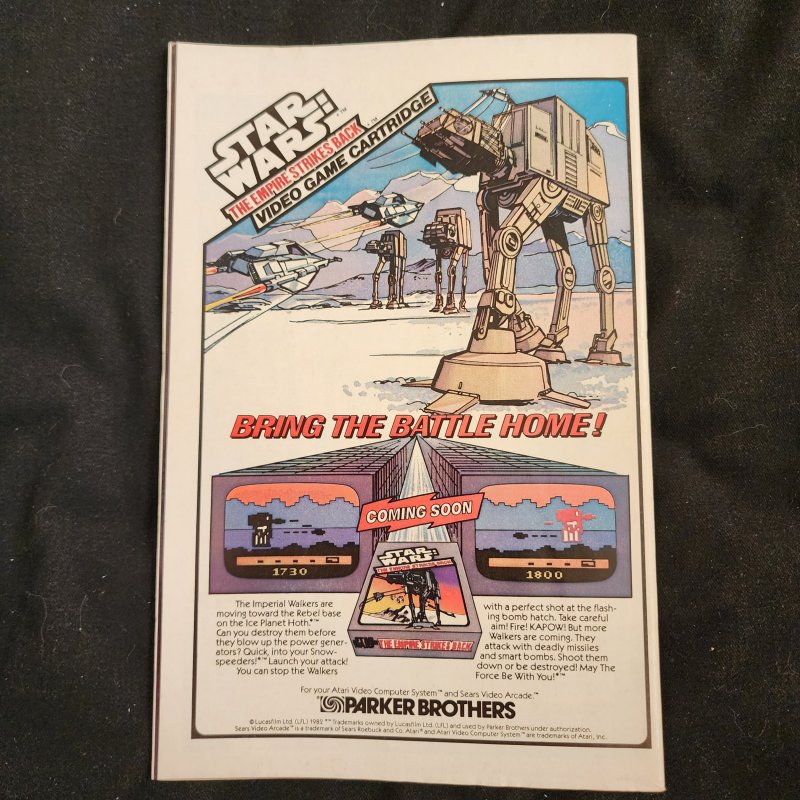 STAR
WARS:™
THE EMPIRE STRIKES BACK™
VIDEO GAME CARTRIDGE
BRING THE BATTLE HOME!
COMING SOON
1730
1800
STAR
WARS
THE EMPIRE STRIKES BACK
THE EMPIRE STRIKES BACK
The Imperial Walkers are
moving toward the Rebel base
on the Ice Planet Hoth.*™
Can you destroy them before
they blow up the power gener-
ators? Quick, into your Snow-
speeders!*™ Launch your attack!
You can stop the Walkers
with a perfect shot at the flash-
ing bomb hatch. Take careful
aim! Fire! KAPOW! But more
Walkers are coming. They
attack with deadly missiles
and smart bombs. Shoot them
down or be destroyed! May The
Force Be With You!*™
For your Atari Video Computer System™ and Sears Video Arcade.™
PARKER BROTHERS
©Lucasfilm Ltd. (LFL) 1982 *™ Trademarks owned by Lucasfilm Ltd. (LFL) and used by Parker Brothers under authorization.
Sears Video Arcade™ is a trademark of Sears Roebuck and Co. Atari® and Atari Video Computer System™ are trademarks of Atari, Inc.